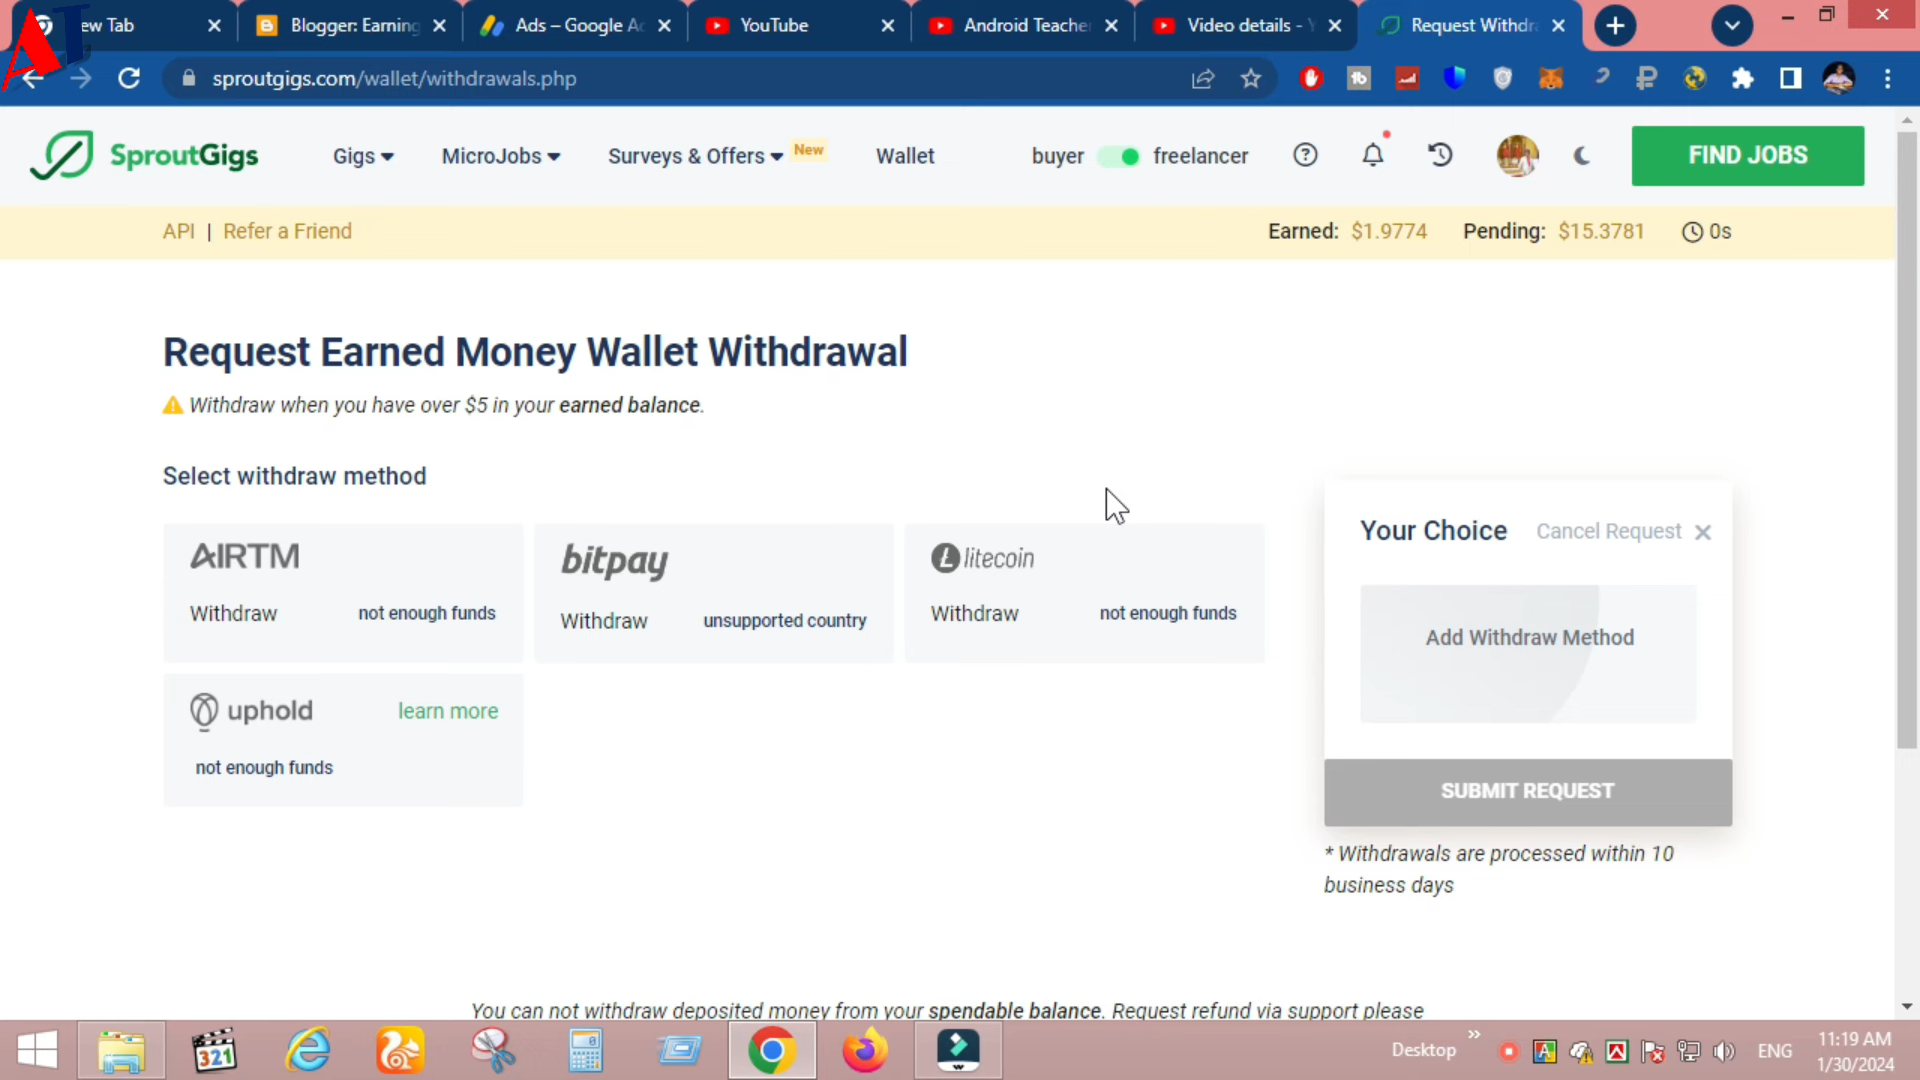 AT
ew Tab
Blogger: Earning
Ads – Google Ac
YouTube
Android Teache
Video details - Y
Request Withdr
sproutgigs.com/wallet/withdrawals.php
SproutGigs
Gigs
MicroJobs
Surveys & Offers
New
Wallet
buyer
freelancer
FIND JOBS
API | Refer a Friend
Earned: $1.9774
Pending: $15.3781
0s
Request Earned Money Wallet Withdrawal
Withdraw when you have over $5 in your earned balance.
Select withdraw method
AIRTM
Withdraw
not enough funds
bitpay
Withdraw
unsupported country
litecoin
Withdraw
not enough funds
uphold
learn more
not enough funds
Your Choice
Cancel Request
Add Withdraw Method
SUBMIT REQUEST
* Withdrawals are processed within 10
business days
You can not withdraw deposited money from your spendable balance. Request refund via support please
321
Desktop
ENG
11:19 AM
1/30/2024